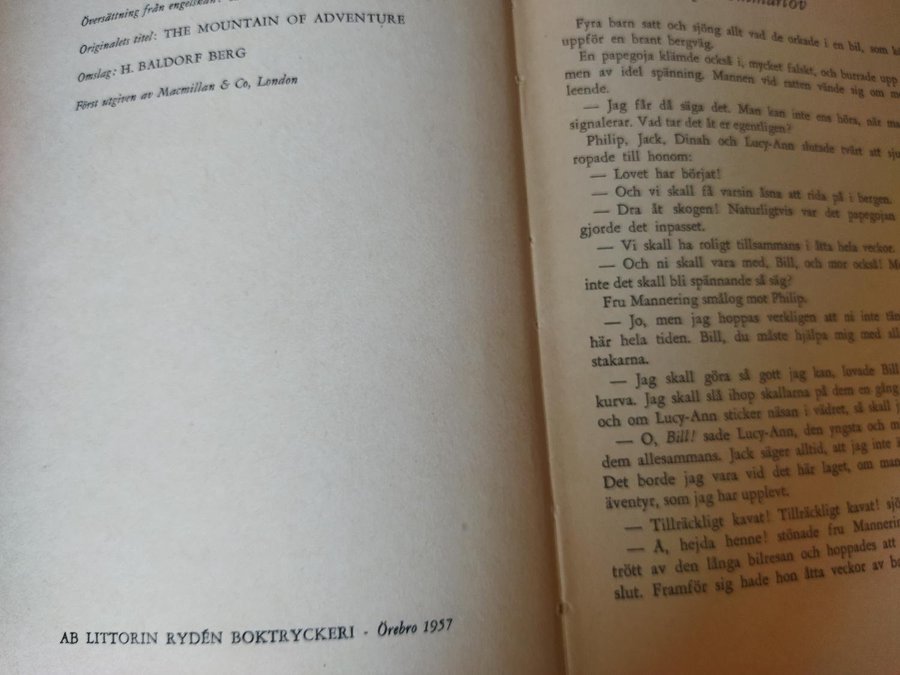 Översättning från engelskan:
Originalets titel: THE MOUNTAIN OF ADVENTURE
Omslag: H. BALDORF BERG
Först utgiven av Macmillan & Co, London
AB LITTORIN RYDÉN BOKTRYCKERI - Örebro 1957
Fyra barn satt och sjöng allt vad de orkade i en bil, som
uppför en brant bergväg.
En papegoja klämde också i, mycket falskt, och burrade upp
men av idel spänning. Mannen vid ratten vände sig om
leende.
— Jag får då säga det. Man kan inte ens höra, när
signalerar. Vad tar det åt er egentligen?
Philip, Jack, Dinah och Lucy-Ann slutade tvärt att
ropade till honom:
— Lovet har börjat!
— Och vi skall få varsin åsna att rida på i bergen.
— Dra åt skogen! Naturligtvis var det papegojan
gjorde det inpasset.
— Vi skall ha roligt tillsammans i åtta hela veckor.
— Och ni skall vara med, Bill, och mor också!
inte det skall bli spännande så säg?
Fru Mannering smålog mot Philip.
— Jo, men jag hoppas verkligen att ni inte
här hela tiden. Bill, du måste hjälpa mig med
stakarna.
— Jag skall göra så gott jag kan, lovade Bill
kurva. Jag skall slå ihop skallarna på dem en gång
och om Lucy-Ann sticker näsan i vädret, så skall
— O, Bill! sade Lucy-Ann, den yngsta och
dem allesammans. Jack säger alltid, att jag inte
Det borde jag vara vid det här laget, om man
äventyr, som jag har upplevt.
— Tillräckligt kavat! Tillräckligt kavat!
— A, hejda henne! stönade fru Mannering
trött av den långa bilresan och hoppades att
slut. Framför sig hade hon åtta veckor av